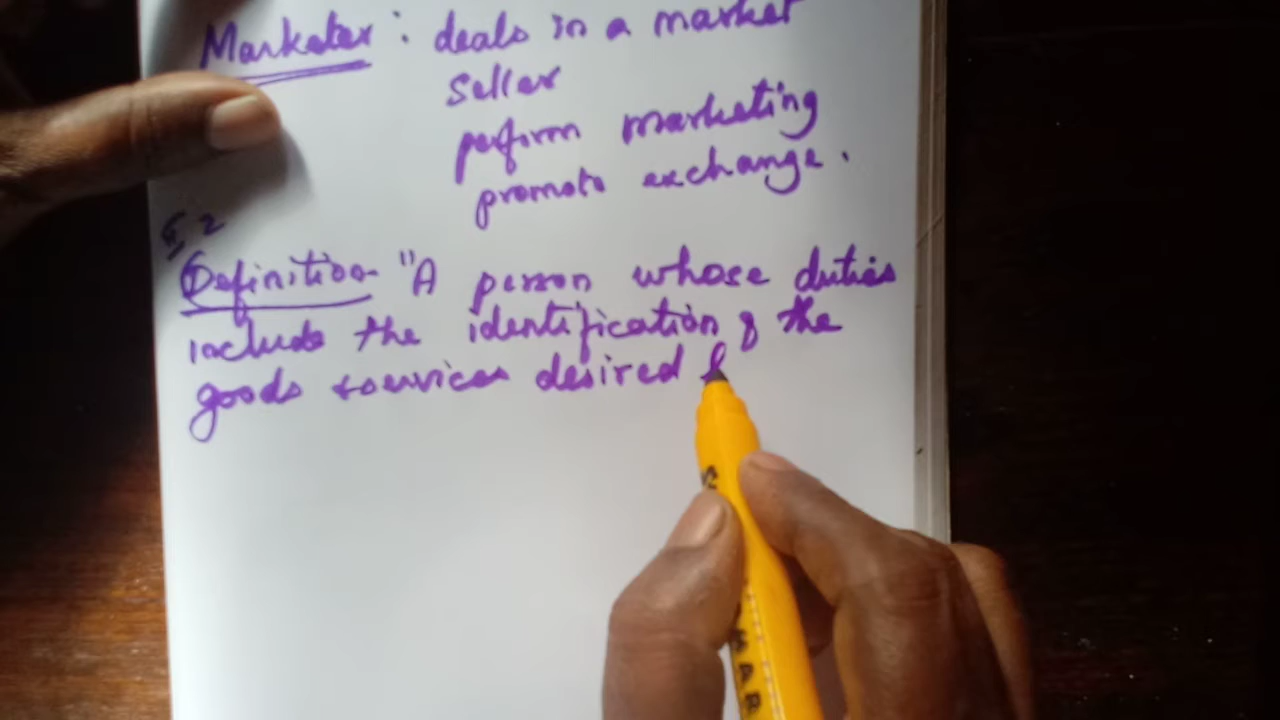 Marketer : deals in a market
seller
perform marketing
promote exchange.
Definition "A person whose duties
include the identification of the
goods & services desired
MAR